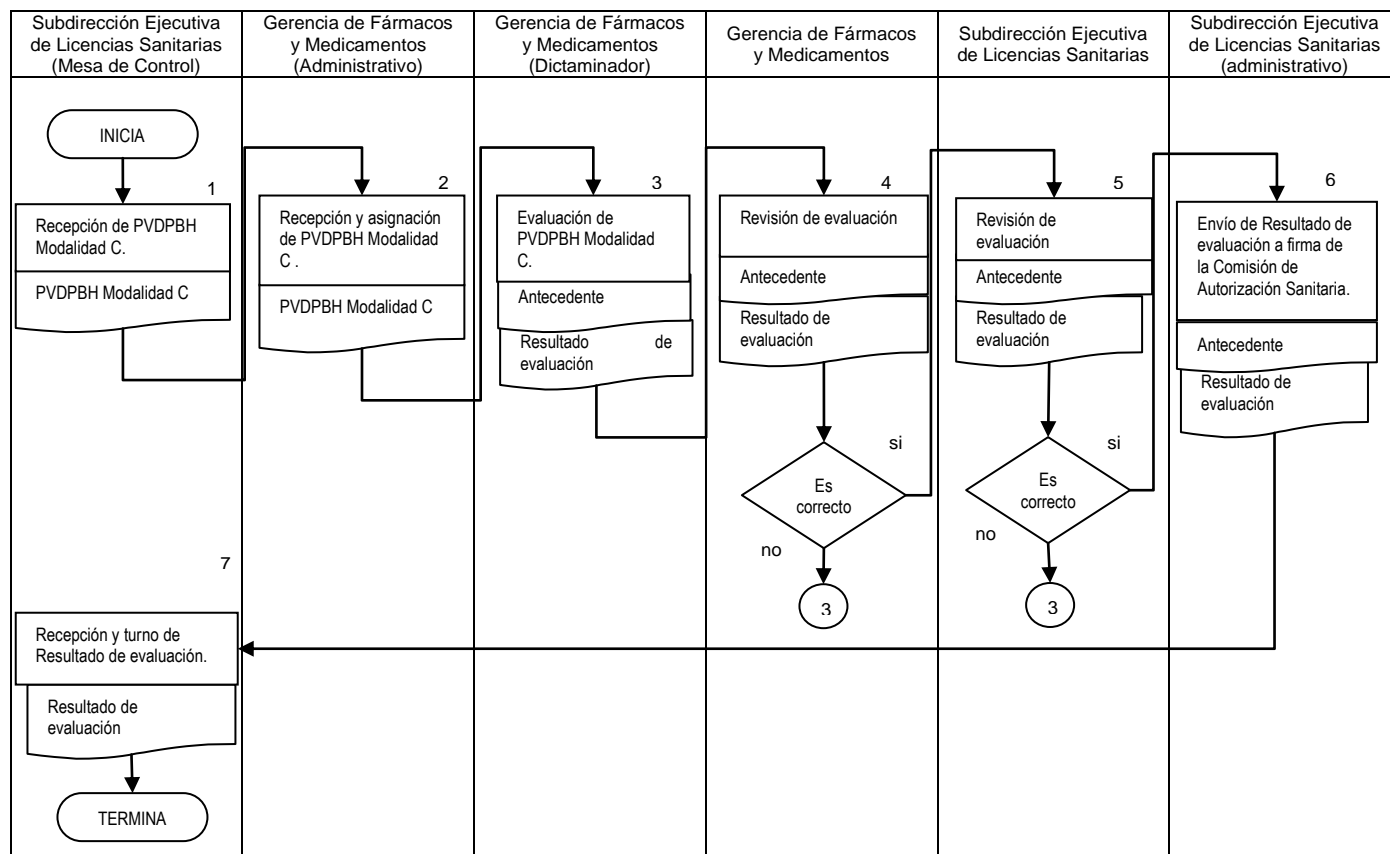 Subdirección Ejecutiva
de Licencias Sanitarias
(Mesa de Control)
Gerencia de Fármacos
y Medicamentos
(Administrativo)
Gerencia de Fármacos
y Medicamentos
(Dictaminador)
Gerencia de Fármacos
y Medicamentos
Subdirección Ejecutiva
de Licencias Sanitarias
Subdirección Ejecutiva
de Licencias Sanitarias
(administrativo)
INICIA
1
Recepción de PVDPBH
Modalidad C.
PVDPBH Modalidad C
2
Recepción y asignación
de PVDPBH Modalidad
C .
PVDPBH Modalidad C
3
Evaluación de
PVDPBH Modalidad
C.
Antecedente
Resultado de
evaluación
4
Revisión de evaluación
Antecedente
Resultado de
evaluación
Es
correcto
si
no
3
5
Revisión de
evaluación
Antecedente
Resultado de
evaluación
Es
correcto
si
no
3
6
Envío de Resultado de
evaluación a firma de
la Comisión de
Autorización Sanitaria.
Antecedente
Resultado de
evaluación
7
Recepción y turno de
Resultado de evaluación.
Resultado de
evaluación
TERMINA